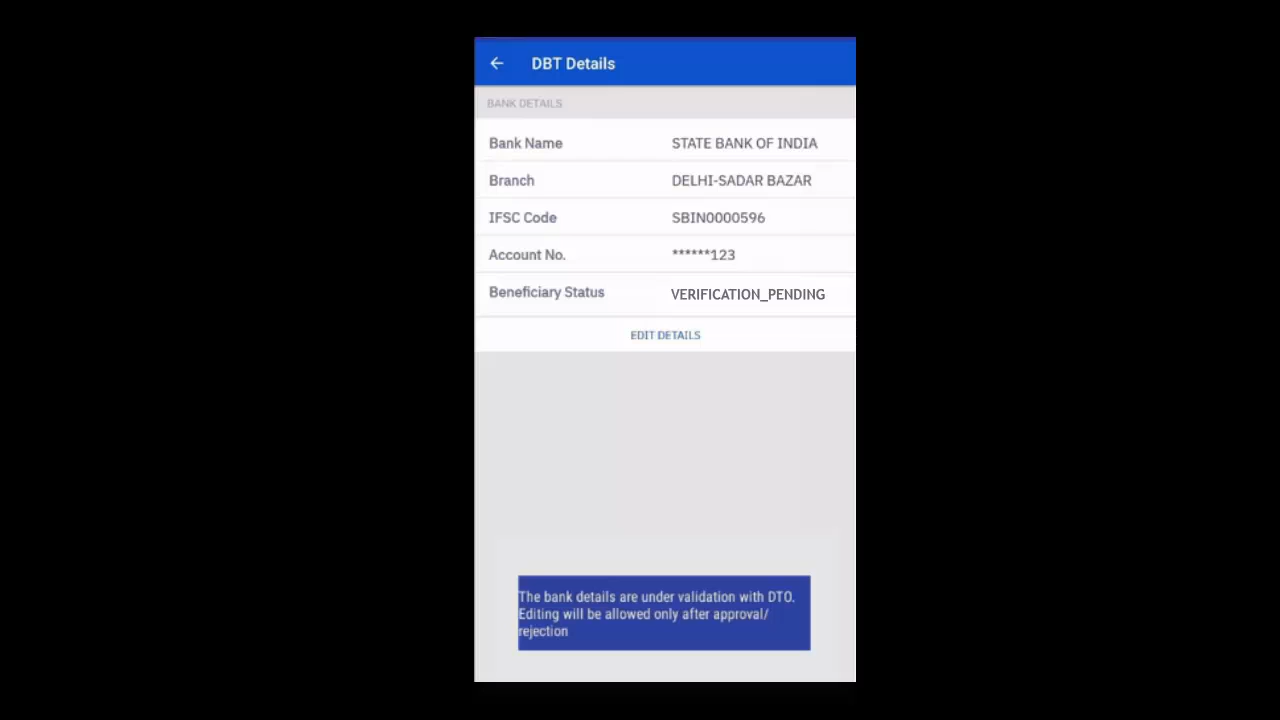 DBT Details
BANK DETAILS
Bank Name STATE BANK OF INDIA
Branch DELHI-SADAR BAZAR
IFSC Code SBIN0000596
Account No. ******123
Beneficiary Status VERIFICATION_PENDING
EDIT DETAILS
The bank details are under validation with DTO.
Editing will be allowed only after approval/
rejection